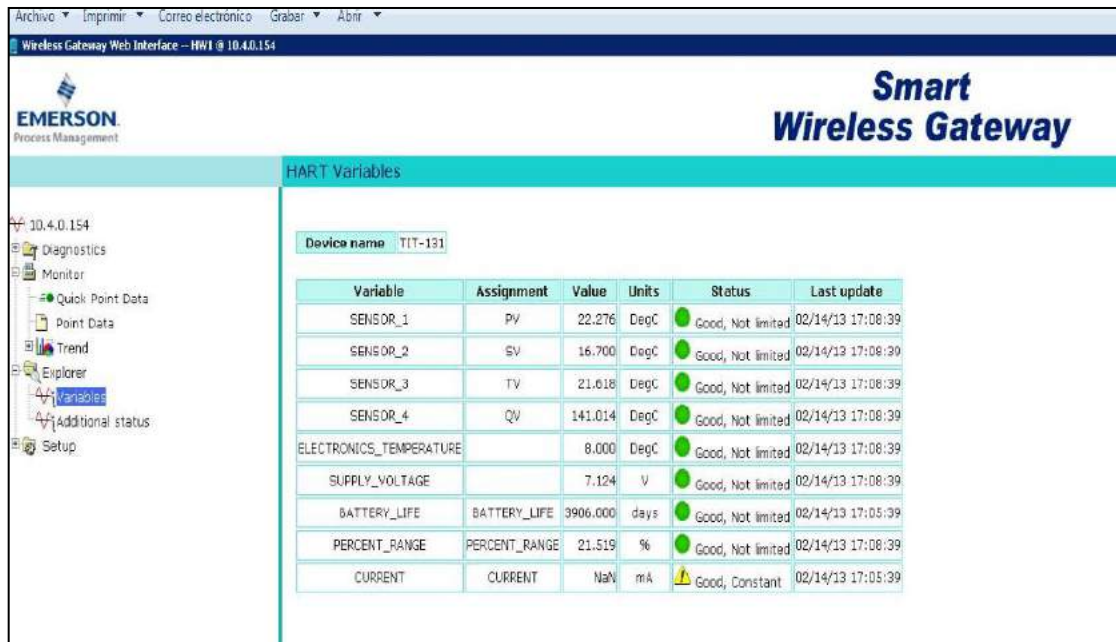 Archivo Imprimir Correo electrónico Grabar Abrir
Wireless Gateway Web Interface -- HW1 @ 10.4.0.154
EMERSON
Process Management
Smart
Wireless Gateway
HART Variables
10.4.0.154
Diagnostics
Monitor
Quick Point Data
Point Data
Trend
Explorer
Variables
Additional status
Setup
Device name TIT-131
Variable Assignment Value Units Status Last update
SENSOR_1 PV 22.276 DegC Good, Not limited 02/14/13 17:08:39
SENSOR_2 SV 16.700 DegC Good, Not limited 02/14/13 17:08:39
SENSOR_3 TV 21.618 DegC Good, Not limited 02/14/13 17:08:39
SENSOR_4 QV 141.014 DegC Good, Not limited 02/14/13 17:08:39
ELECTRONICS_TEMPERATURE 8.000 DegC Good, Not limited 02/14/13 17:08:39
SUPPLY_VOLTAGE 7.124 V Good, Not limited 02/14/13 17:08:39
BATTERY_LIFE BATTERY_LIFE 3906.000 days Good, Not limited 02/14/13 17:05:39
PERCENT_RANGE PERCENT_RANGE 21.519 % Good, Not limited 02/14/13 17:08:39
CURRENT CURRENT NaN mA Good, Constant 02/14/13 17:05:39